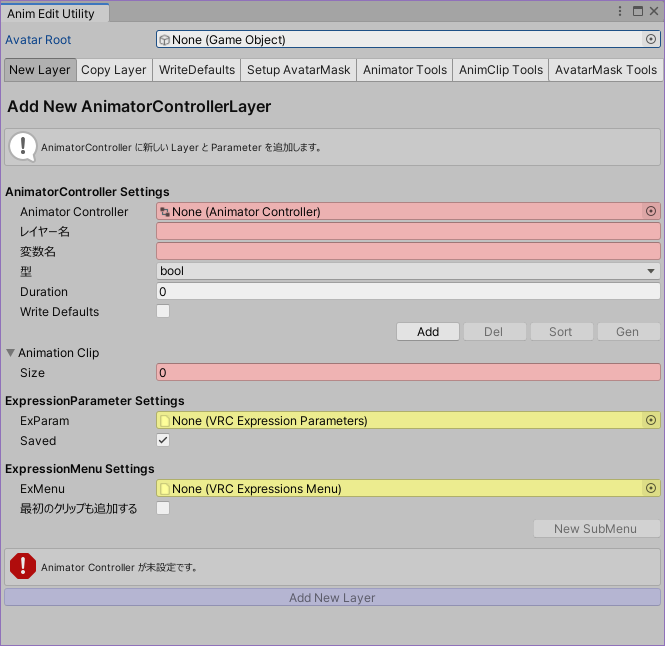 Anim Edit Utility
Avatar Root None (Game Object)
New Layer Copy Layer WriteDefaults Setup AvatarMask Animator Tools AnimClip Tools AvatarMask Tools
Add New AnimatorControllerLayer
AnimatorController に新しい Layer と Parameter を追加します。
AnimatorController Settings
Animator Controller None (Animator Controller)
レイヤー名
変数名
型 bool
Duration 0
Write Defaults
Add Del Sort Gen
Animation Clip
Size 0
ExpressionParameter Settings
ExParam None (VRC Expression Parameters)
Saved
ExpressionMenu Settings
ExMenu None (VRC Expressions Menu)
最初のクリップも追加する
New SubMenu
Animator Controller が未設定です。
Add New Layer